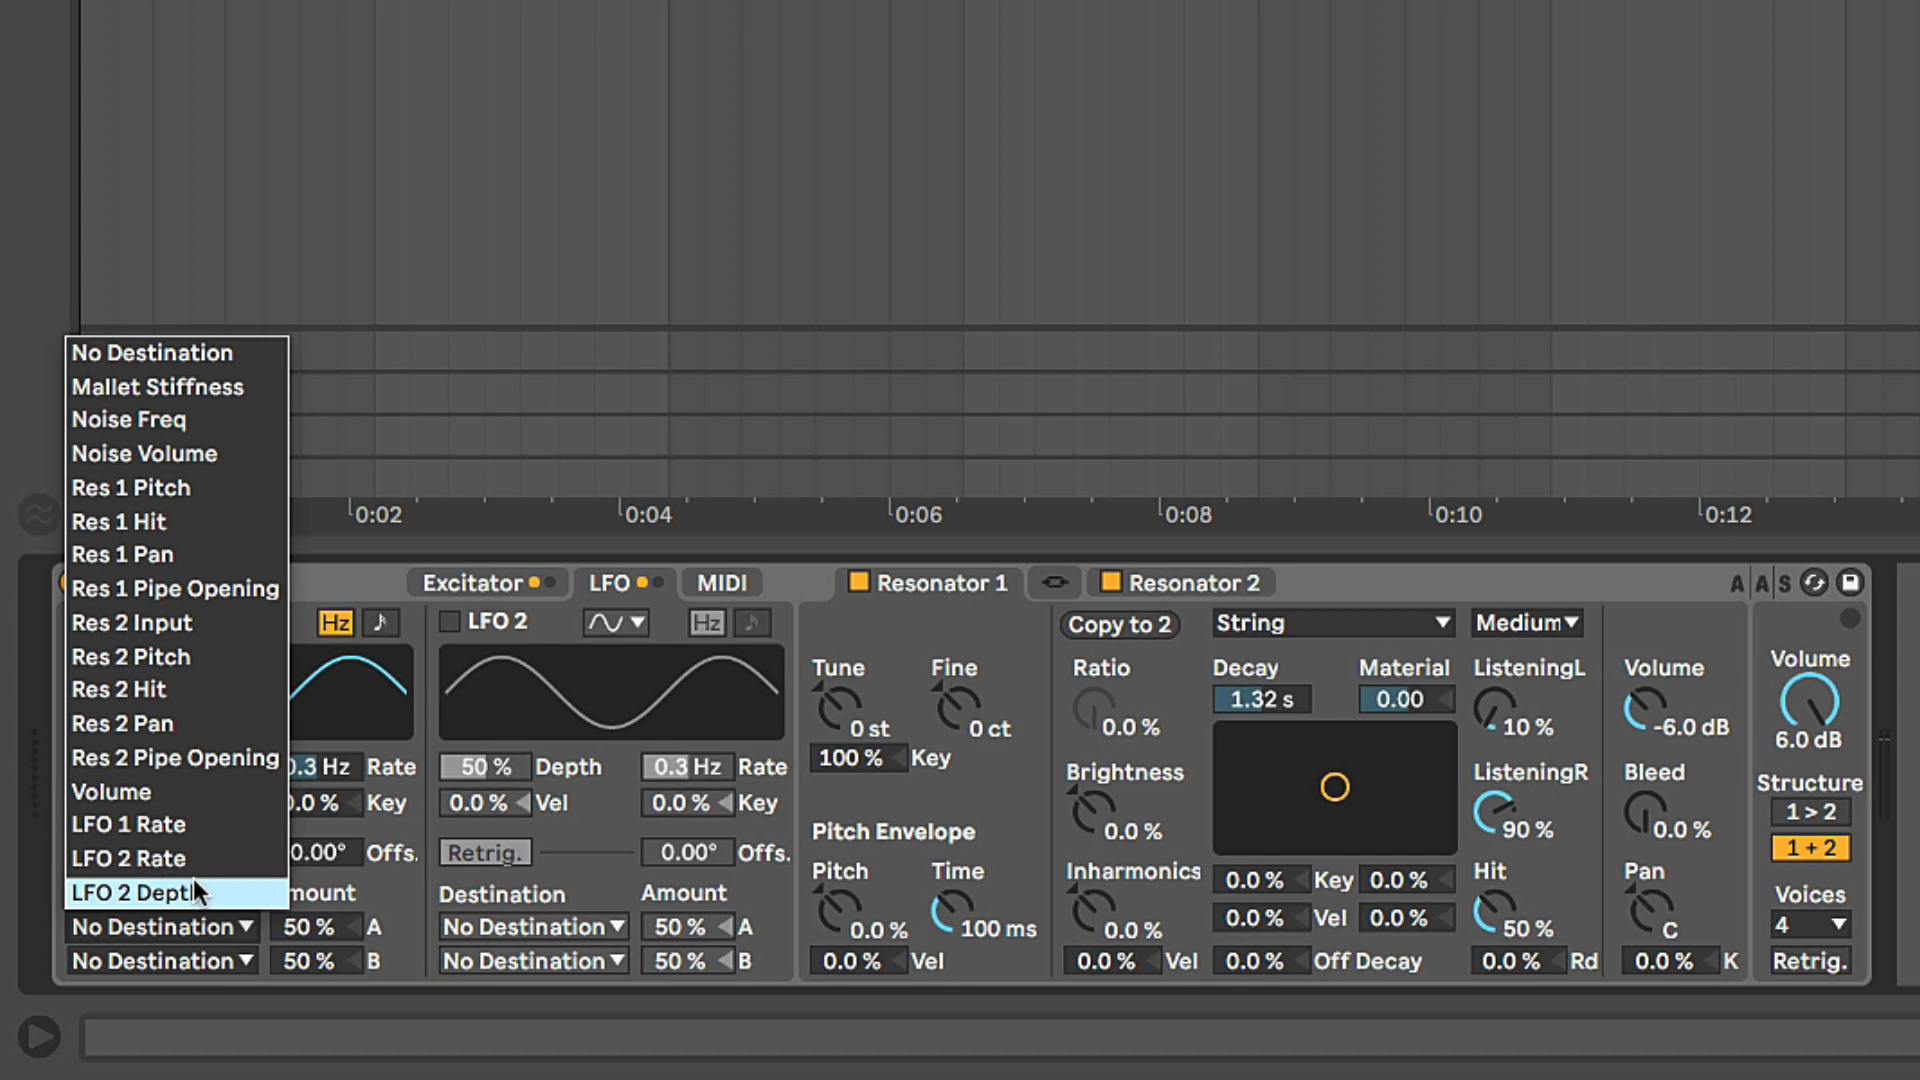 No Destination
Mallet Stiffness
Noise Freq
Noise Volume
Res 1 Pitch
Res 1 Hit
Res 1 Pan
Res 1 Pipe Opening
Res 2 Input
Res 2 Pitch
Res 2 Hit
Res 2 Pan
Res 2 Pipe Opening
Volume
LFO 1 Rate
LFO 2 Rate
LFO 2 Depth
0:02 0:04 0:06 0:08 0:10 0:12
Excitator LFO MIDI Resonator 1 Resonator 2 A A S
Hz
0.3 Hz Rate
0.0 % Key
0.00° Offs.
mount
No Destination 50 % A
No Destination 50 % B
LFO 2 Hz
50 % Depth 0.3 Hz Rate
0.0 % Vel 0.0 % Key
Retrig. 0.00° Offs.
Destination Amount
No Destination 50 % A
No Destination 50 % B
Tune Fine
0 st 0 ct
100 % Key
Pitch Envelope
Pitch Time
0.0 % 100 ms
0.0 % Vel
Copy to 2 String Medium
Ratio Decay Material ListeningL
0.0 % 1.32 s 0.00 10 %
Brightness ListeningR
0.0 % 90 %
Inharmonics 0.0 % Key 0.0 % Hit
0.0 % 0.0 % Vel 0.0 % 50 %
0.0 % Vel 0.0 % Off Decay 0.0 % Rd
Volume
-6.0 dB
Bleed
0.0 %
Pan
C
0.0 % K
Volume
6.0 dB
Structure
1 > 2
1 + 2
Voices
4
Retrig.